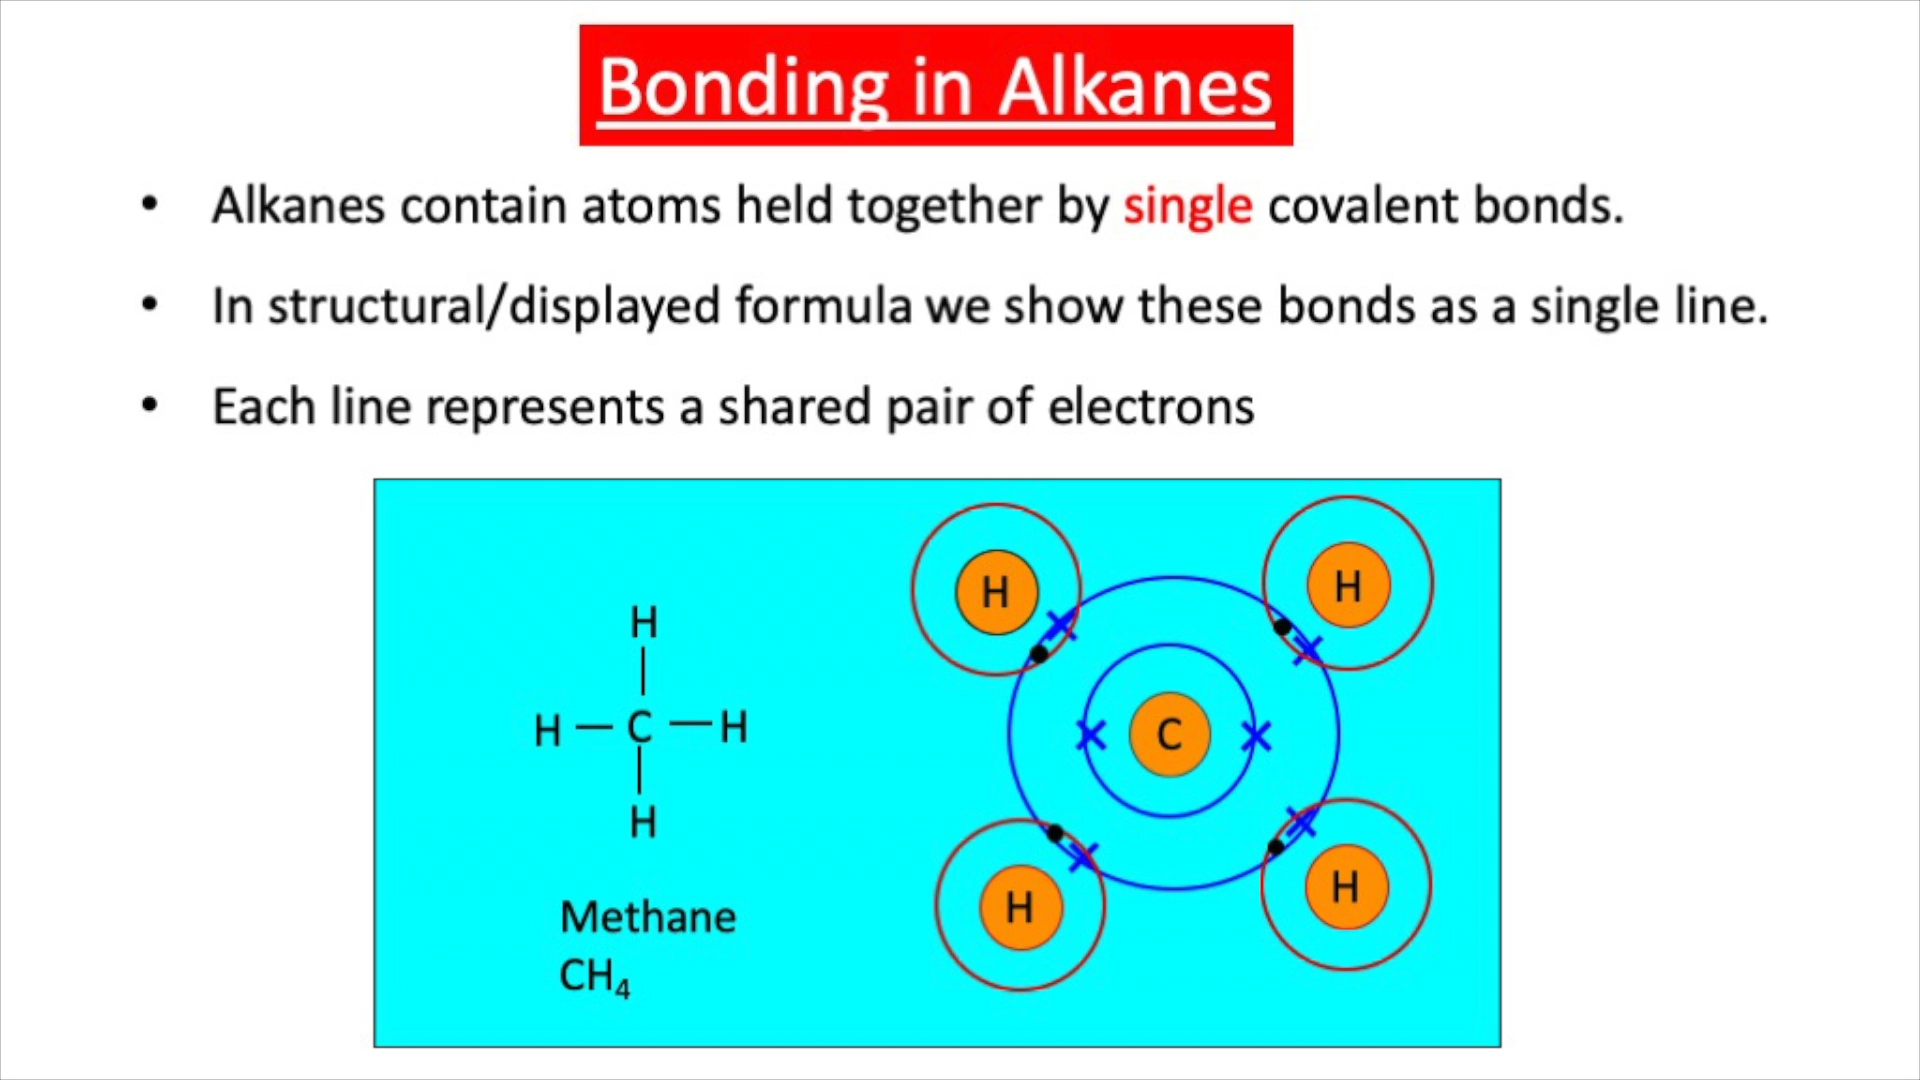 Bonding in Alkanes
• Alkanes contain atoms held together by single covalent bonds.
• In structural/displayed formula we show these bonds as a single line.
• Each line represents a shared pair of electrons
H
H — C — H
H
Methane
CH₄
H
H
C
H
H